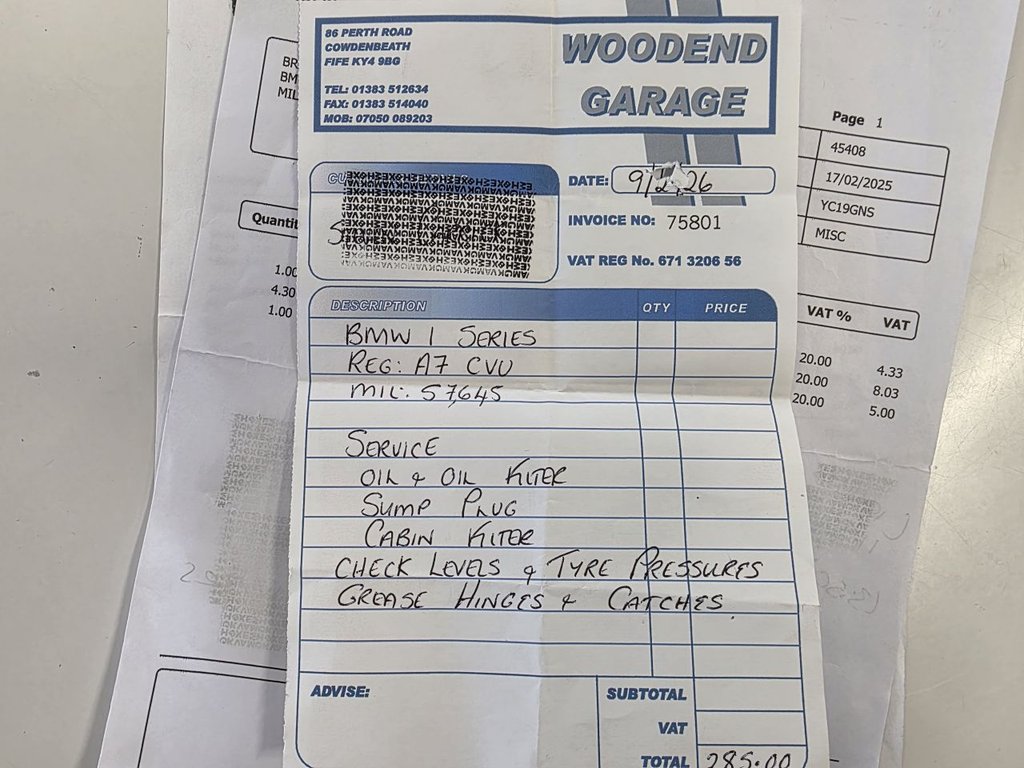 86 PERTH ROAD
COWDENBEATH
FIFE KY4 9BG
TEL: 01383 512634
FAX: 01383 514040
MOB: 07050 089203
WOODEND
GARAGE
DATE: 9/2/26
INVOICE NO: 75801
VAT REG No. 671 3206 56
DESCRIPTION QTY PRICE
BMW 1 SERIES
REG: A7 CVU
MIL: 57,645
SERVICE
OIL & OIL FILTER
SUMP PLUG
CABIN FILTER
CHECK LEVELS & TYRE PRESSURES
GREASE HINGES & CATCHES
ADVISE:
SUBTOTAL
VAT
TOTAL 285.00
BR
BM
MIL
Quanti
1.00
4.30
1.00
Page 1
45408
17/02/2025
YC19GNS
MISC
VAT % VAT
20.00 4.33
20.00 8.03
20.00 5.00